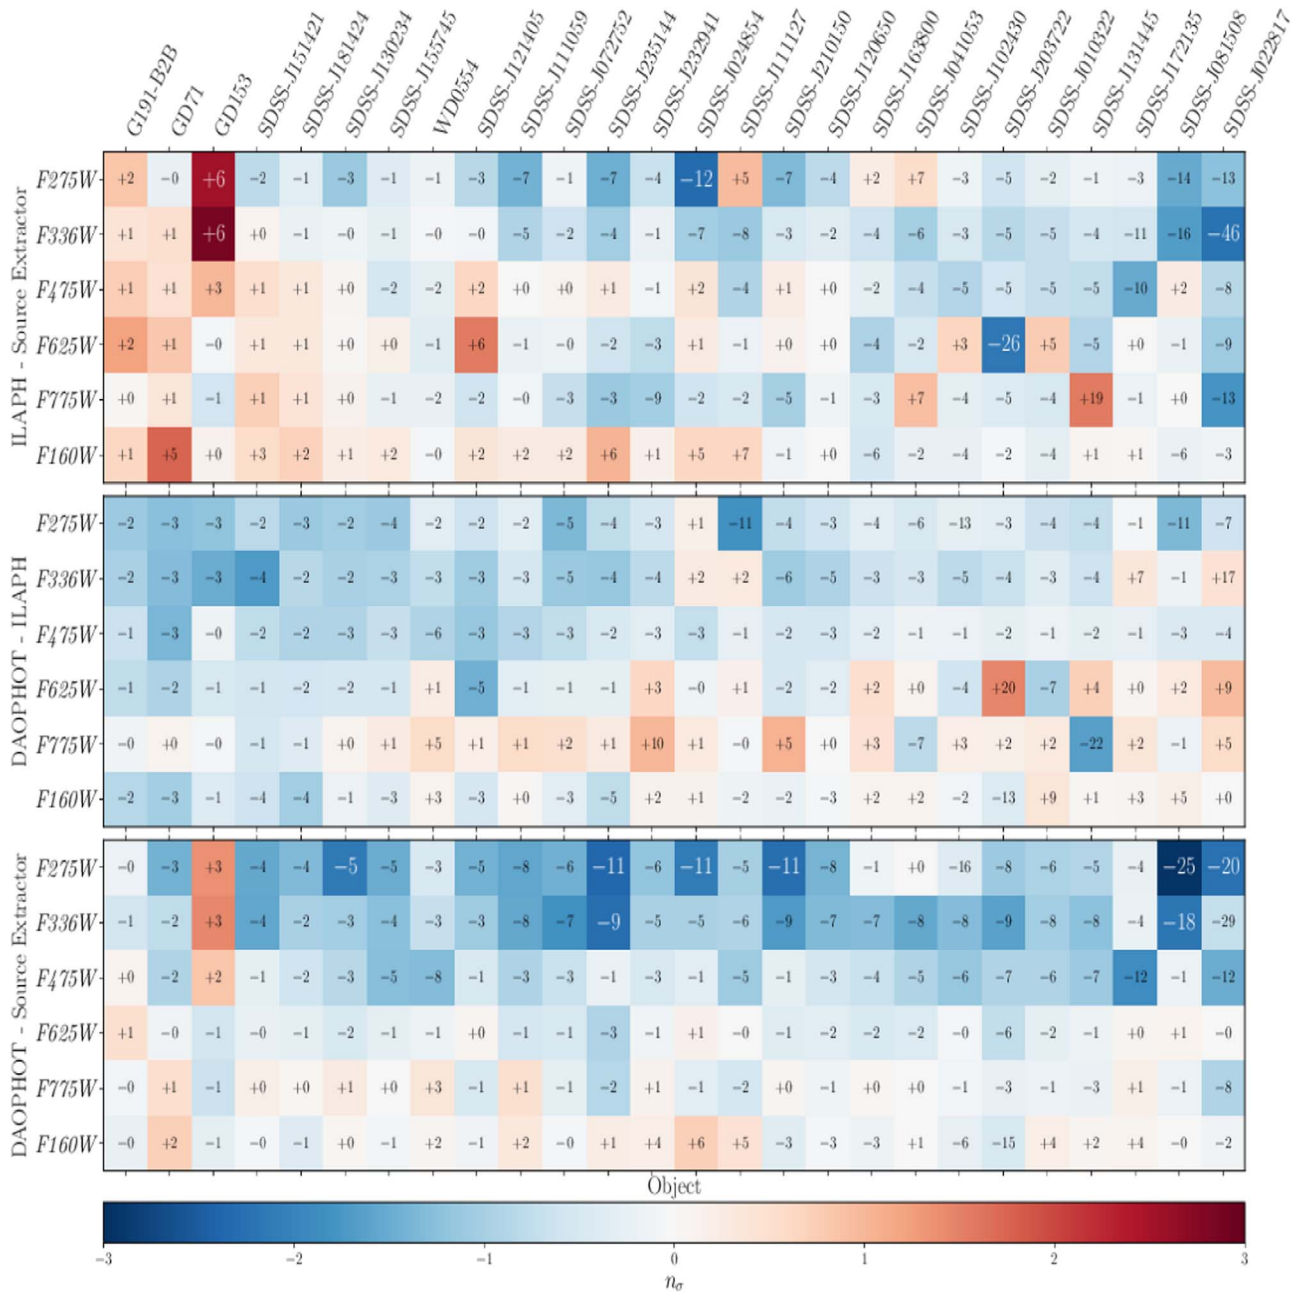 G191-B2B
GD71
GD153
SDSS-J151421
SDSS-J181424
SDSS-J130234
SDSS-J155745
WD0554
SDSS-J121405
SDSS-J111059
SDSS-J072752
SDSS-J235144
SDSS-J232941
SDSS-J024854
SDSS-J111127
SDSS-J210150
SDSS-J120650
SDSS-J163800
SDSS-J041053
SDSS-J102430
SDSS-J203722
SDSS-J010322
SDSS-J131445
SDSS-J172135
SDSS-J081508
SDSS-J022817
ILAPH - Source Extractor
F275W +2 −0 +6 −2 −1 −3 −1 −1 −3 −7 −1 −7 −4 −12 +5 −7 −4 +2 +7 −3 −5 −2 −1 −3 −14 −13
F336W +1 +1 +6 +0 −1 −0 −1 −0 −0 −5 −2 −4 −1 −7 −8 −3 −2 −4 −6 −3 −5 −5 −4 −11 −16 −46
F475W +1 +1 +3 +1 +1 +0 −2 −2 +2 +0 +0 +1 −1 +2 −4 +1 +0 −2 −4 −5 −5 −5 −5 −10 +2 −8
F625W +2 +1 −0 +1 +1 +0 +0 −1 +6 −1 −0 −2 −3 +1 −1 +0 +0 −4 −2 +3 −26 +5 −5 +0 −1 −9
F775W +0 +1 −1 +1 +1 +0 −1 −2 −2 −0 −3 −3 −9 −2 −2 −5 −1 −3 +7 −4 −5 −4 +19 −1 +0 −13
F160W +1 +5 +0 +3 +2 +1 +2 −0 +2 +2 +2 +6 +1 +5 +7 −1 +0 −6 −2 −4 −2 −4 +1 +1 −6 −3
DAOPHOT - ILAPH
F275W −2 −3 −3 −2 −3 −2 −4 −2 −2 −2 −5 −4 −3 +1 −11 −4 −3 −4 −6 −13 −3 −4 −4 −1 −11 −7
F336W −2 −3 −3 −4 −2 −2 −3 −3 −3 −3 −5 −4 −4 +2 +2 −6 −5 −3 −3 −5 −4 −3 −4 +7 −1 +17
F475W −1 −3 −0 −2 −2 −3 −3 −6 −3 −3 −3 −2 −3 −3 −1 −2 −3 −2 −1 −1 −2 −1 −2 −1 −3 −4
F625W −1 −2 −1 −1 −2 −2 −1 +1 −5 −1 −1 −1 +3 −0 +1 −2 −2 +2 +0 −4 +20 −7 +4 +0 +2 +9
F775W −0 +0 −0 −1 −1 +0 +1 +5 +1 +1 +2 +1 +10 +1 −0 +5 +0 +3 −7 +3 +2 +2 −22 +2 −1 +5
F160W −2 −3 −1 −4 −4 −1 −3 +3 −3 +0 −3 −5 +2 +1 −2 −2 −3 +2 +2 −2 −13 +9 +1 +3 +5 +0
DAOPHOT - Source Extractor
F275W −0 −3 +3 −4 −4 −5 −5 −3 −5 −8 −6 −11 −6 −11 −5 −11 −8 −1 +0 −16 −8 −6 −5 −4 −25 −20
F336W −1 −2 +3 −4 −2 −3 −4 −3 −3 −8 −7 −9 −5 −5 −6 −9 −7 −7 −8 −8 −9 −8 −8 −4 −18 −29
F475W +0 −2 +2 −1 −2 −3 −5 −8 −1 −3 −3 −1 −3 −1 −5 −1 −3 −4 −5 −6 −7 −6 −7 −12 −1 −12
F625W +1 −0 −1 −0 −1 −2 −1 −1 +0 −1 −1 −3 −1 +1 −0 −1 −2 −2 −2 −0 −6 −2 −1 +0 +1 −0
F775W −0 +1 −1 +0 +0 +1 +0 +3 −1 +1 −1 −2 +1 −1 −2 +0 −1 +0 +0 −1 −3 −1 −3 +1 −1 −8
F160W −0 +2 −1 −0 −1 +0 −1 +2 −1 +2 −0 +1 +4 +6 +5 −3 −3 −3 +1 −6 −15 +4 +2 +4 −0 −2
Object
−3 −2 −1 0 1 2 3
nσ